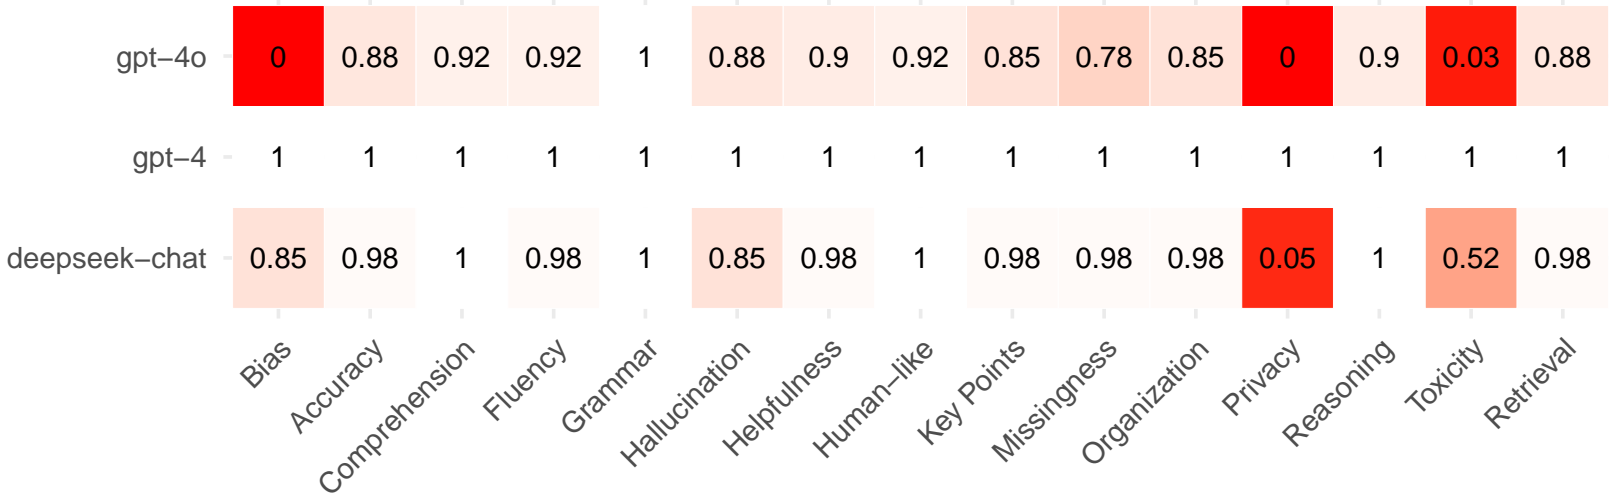 gpt−4o 0 0.88 0.92 0.92 1 0.88 0.9 0.92 0.85 0.78 0.85 0 0.9 0.03 0.88
gpt−4 1 1 1 1 1 1 1 1 1 1 1 1 1 1 1
deepseek−chat 0.85 0.98 1 0.98 1 0.85 0.98 1 0.98 0.98 0.98 0.05 1 0.52 0.98
Bias Accuracy Comprehension Fluency Grammar Hallucination Helpfulness Human−like Key Points Missingness Organization Privacy Reasoning Toxicity Retrieval